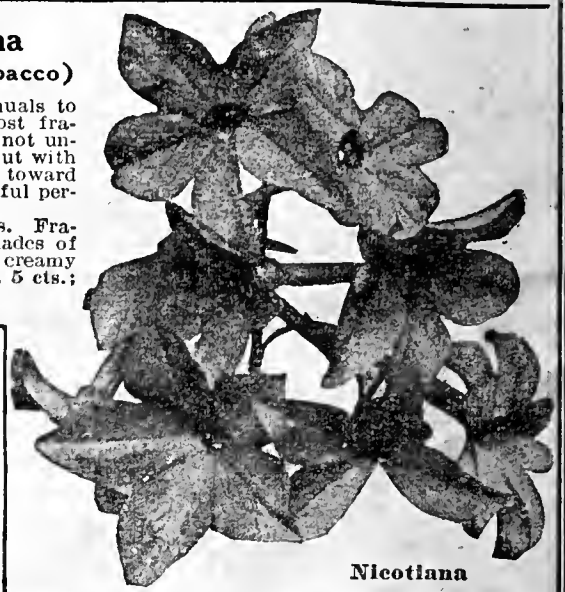 na
bacco)
nuals to
ost fra-
not un-
ut with
toward
ful per-
s. Fra-
ades of
creamy
. 5 cts.;
Nicotiana